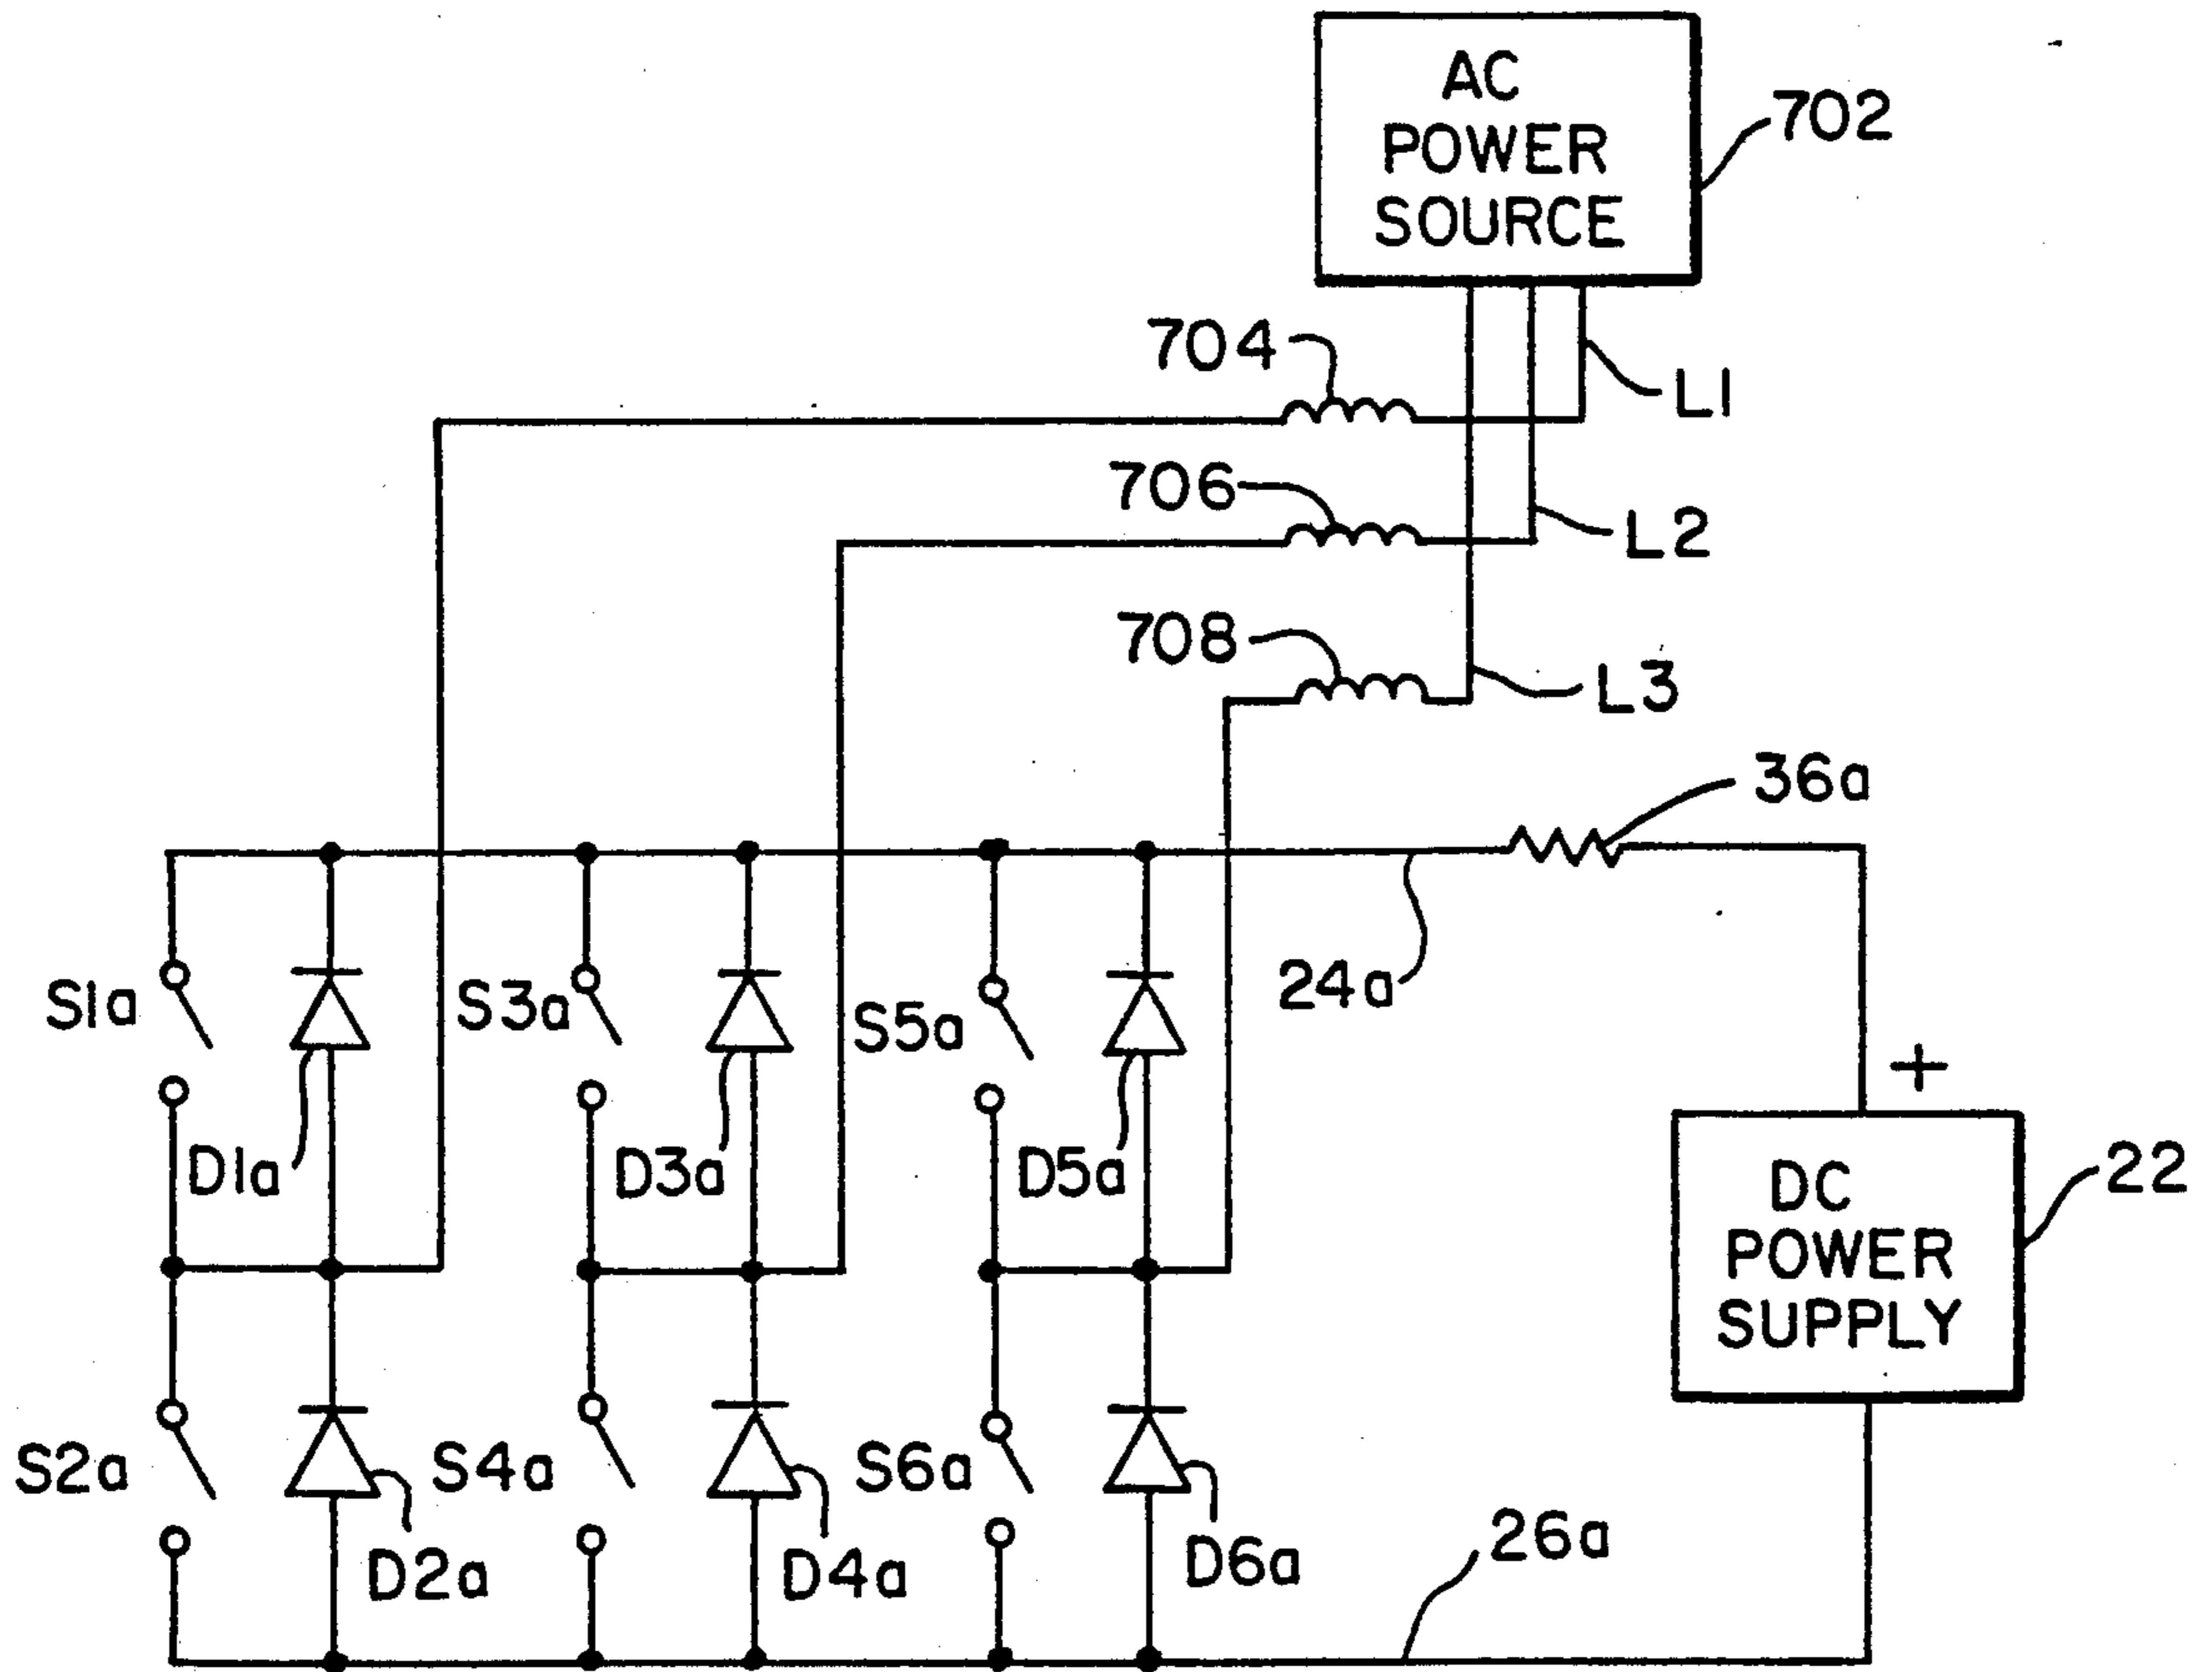 AC
POWER
SOURCE
702
704
L1
706
L2
708
L3
36a
24a
S1a
S3a
S5a
+
D1a
D3a
D5a
DC
POWER
SUPPLY
22
S2a
S4a
S6a
D2a
D4a
D6a
26a